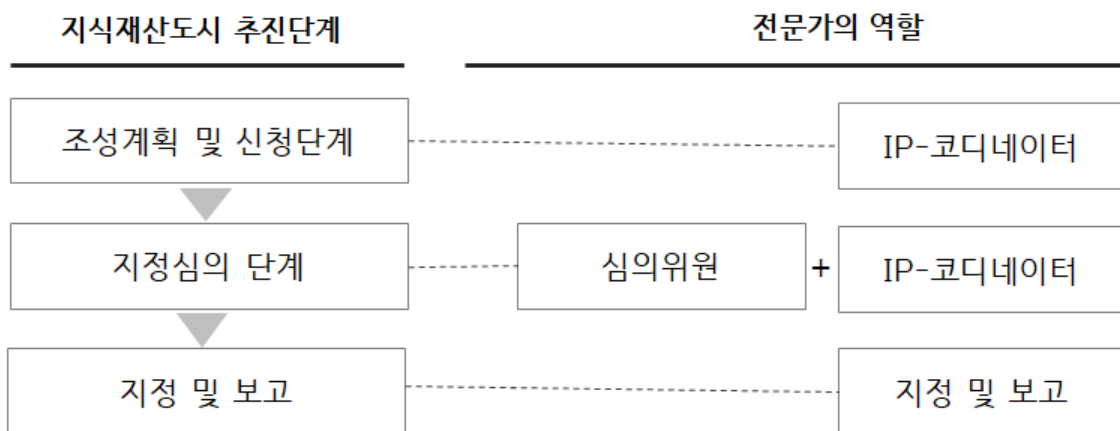 지식재산도시 추진단계
전문가의 역할
조성계획 및 신청단계
IP-코디네이터
지정심의 단계
심의위원
+
IP-코디네이터
지정 및 보고
지정 및 보고